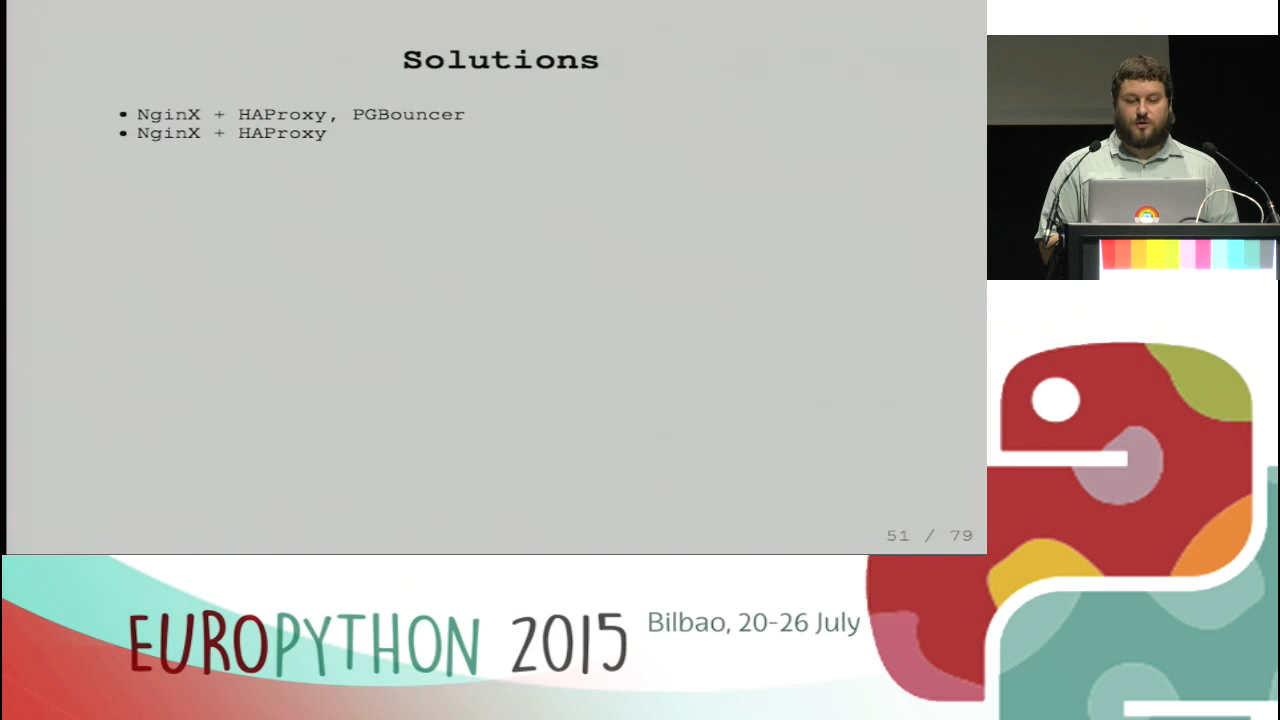 Solutions
• NginX + HAProxy, PGBouncer
• NginX + HAProxy
51 / 79
EUROPYTHON 2015
Bilbao, 20-26 July